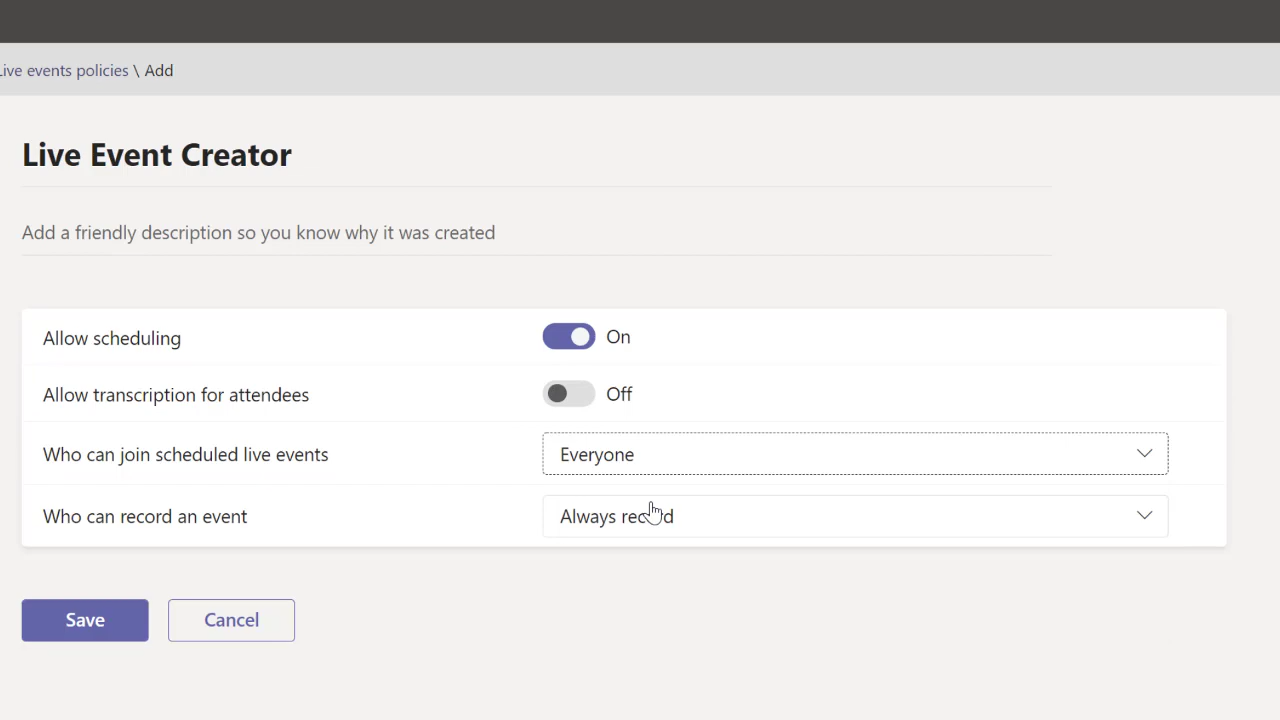 Live events policies \ Add
Live Event Creator
Add a friendly description so you know why it was created
Allow scheduling On
Allow transcription for attendees Off
Who can join scheduled live events Everyone
Who can record an event Always record
Save Cancel